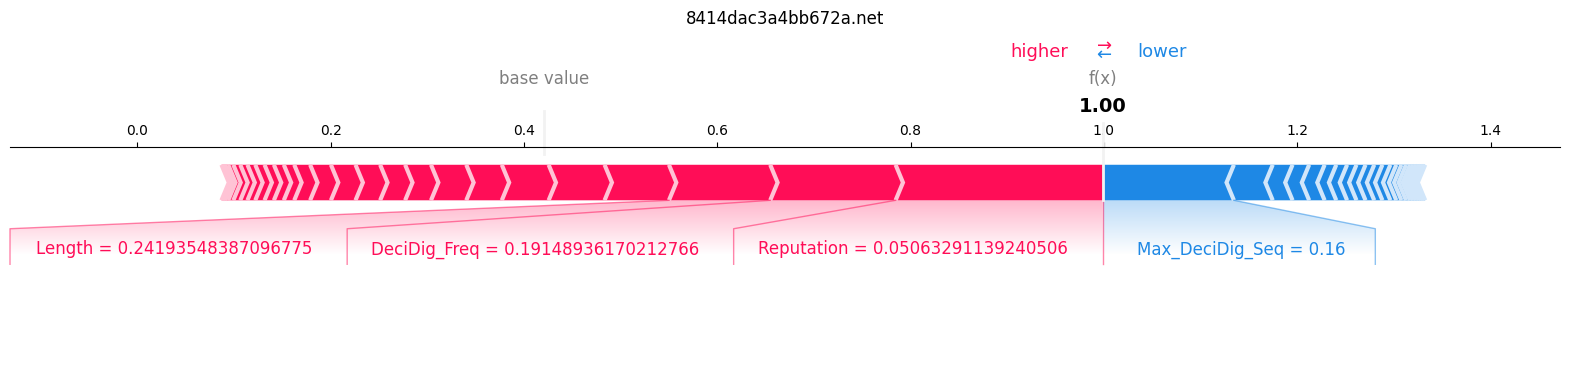 8414dac3a4bb672a.net
higher → ← lower
base value f(x)
1.00
0.0 0.2 0.4 0.6 0.8 1.0 1.2 1.4
Length = 0.24193548387096775 DeciDig_Freq = 0.19148936170212766 Reputation = 0.05063291139240506 Max_DeciDig_Seq = 0.16